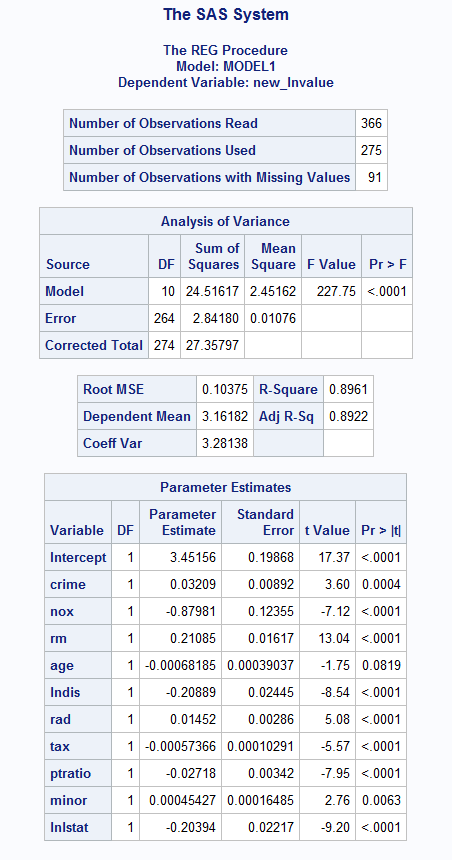 The SAS System
The REG Procedure
Model: MODEL1
Dependent Variable: new_lnvalue
Number of Observations Read 366
Number of Observations Used 275
Number of Observations with Missing Values 91
Analysis of Variance
Source DF Sum of Squares Mean Square F Value Pr > F
Model 10 24.51617 2.45162 227.75 <.0001
Error 264 2.84180 0.01076
Corrected Total 274 27.35797
Root MSE 0.10375 R-Square 0.8961
Dependent Mean 3.16182 Adj R-Sq 0.8922
Coeff Var 3.28138
Parameter Estimates
Variable DF Parameter Estimate Standard Error t Value Pr > |t|
Intercept 1 3.45156 0.19868 17.37 <.0001
crime 1 0.03209 0.00892 3.60 0.0004
nox 1 -0.87981 0.12355 -7.12 <.0001
rm 1 0.21085 0.01617 13.04 <.0001
age 1 -0.00068185 0.00039037 -1.75 0.0819
lndis 1 -0.20889 0.02445 -8.54 <.0001
rad 1 0.01452 0.00286 5.08 <.0001
tax 1 -0.00057366 0.00010291 -5.57 <.0001
ptratio 1 -0.02718 0.00342 -7.95 <.0001
minor 1 0.00045427 0.00016485 2.76 0.0063
lnlstat 1 -0.20394 0.02217 -9.20 <.0001